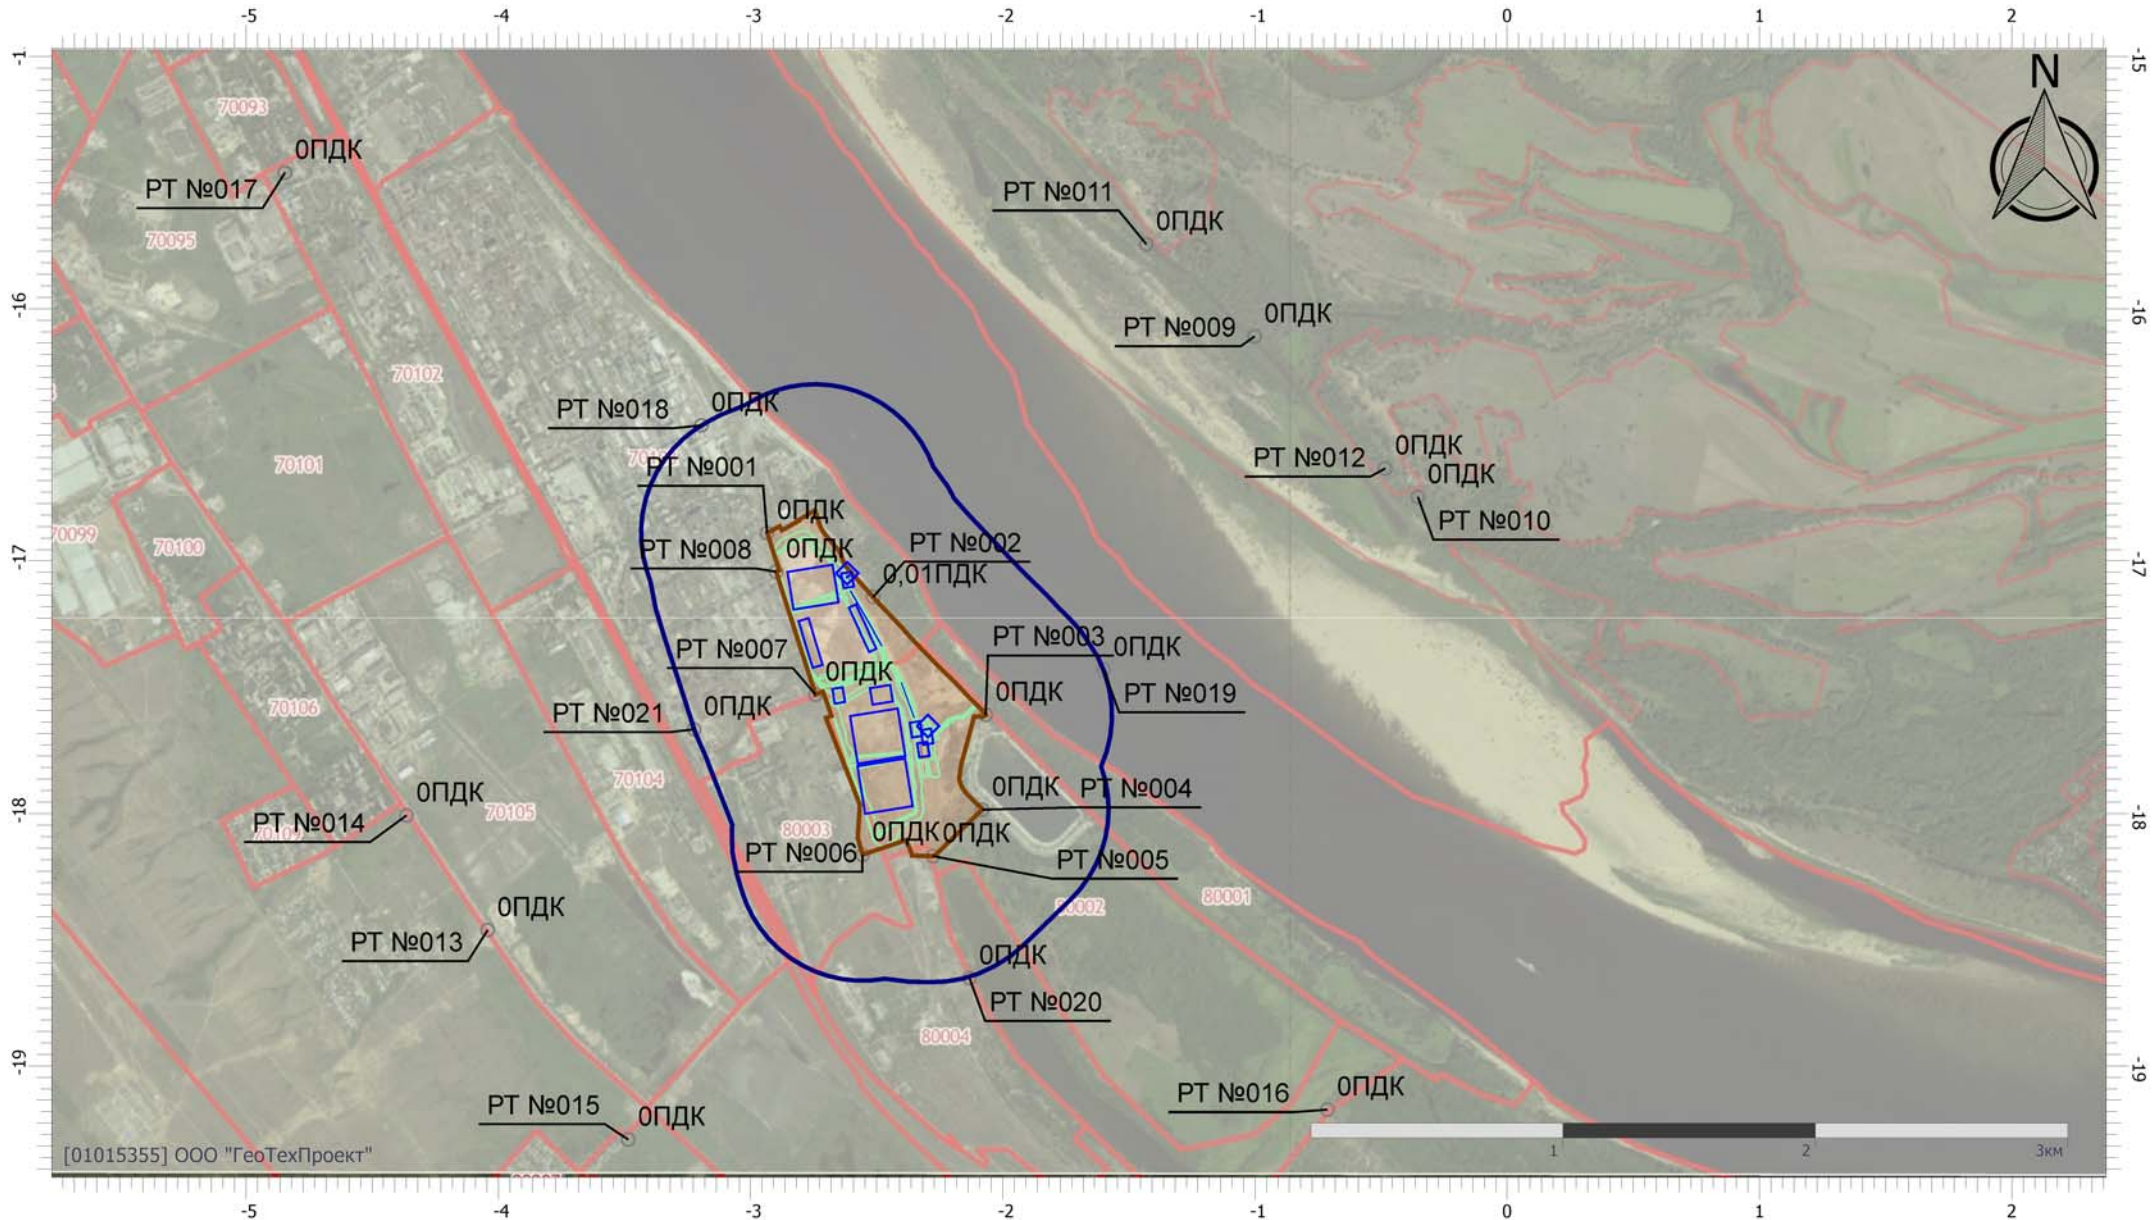 -5 -4 -3 -2 -1 0 1 2
-1 -15
N
70093
0ПДК
РТ №017
РТ №011
0ПДК
70095
-16 -16
0ПДК
РТ №009
70102
РТ №018 0ПДК
0ПДК
РТ №012
70101
РТ №001
0ПДК
0ПДК
РТ №010
70099
70100
РТ №008 0ПДК
РТ №002
-17 -17
0,01ПДК
РТ №003 0ПДК
РТ №007
0ПДК
0ПДК
РТ №019
70106
РТ №021 0ПДК
70104
0ПДК
РТ №004
0ПДК
70105
-18 -18
РТ №014
80003
0ПДК 0ПДК
РТ №006
РТ №005
80001
80002
0ПДК
РТ №013
0ПДК
РТ №020
80004
-19 -19
РТ №016 0ПДК
РТ №015
0ПДК
1 2 3км
[01015355] ООО "ГеоТехПроект"
-5 -4 -3 -2 -1 0 1 2